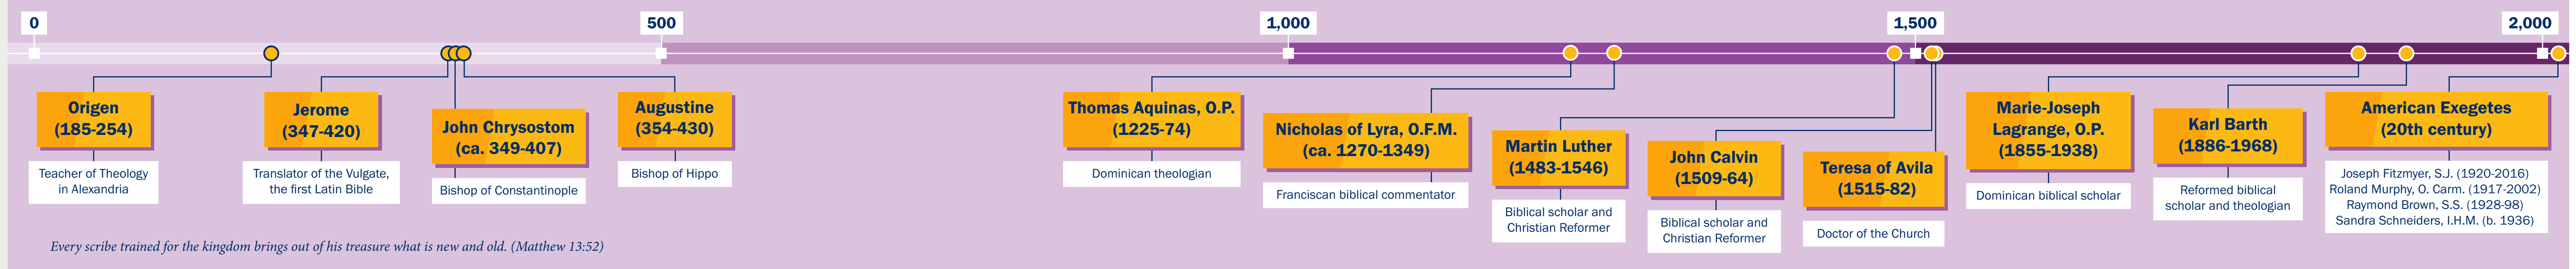 0
500
1,000
1,500
2,000
Origen
(185-254)
Teacher of Theology
in Alexandria
Jerome
(347-420)
Translator of the Vulgate,
the first Latin Bible
John Chrysostom
(ca. 349-407)
Bishop of Constantinople
Augustine
(354-430)
Bishop of Hippo
Thomas Aquinas, O.P.
(1225-74)
Dominican theologian
Nicholas of Lyra, O.F.M.
(ca. 1270-1349)
Franciscan biblical commentator
Martin Luther
(1483-1546)
Biblical scholar and
Christian Reformer
John Calvin
(1509-64)
Biblical scholar and
Christian Reformer
Teresa of Avila
(1515-82)
Doctor of the Church
Marie-Joseph
Lagrange, O.P.
(1855-1938)
Dominican biblical scholar
Karl Barth
(1886-1968)
Reformed biblical
scholar and theologian
American Exegetes
(20th century)
Joseph Fitzmyer, S.J. (1920-2016)
Roland Murphy, O. Carm. (1917-2002)
Raymond Brown, S.S. (1928-98)
Sandra Schneiders, I.H.M. (b. 1936)
Every scribe trained for the kingdom brings out of his treasure what is new and old. (Matthew 13:52)